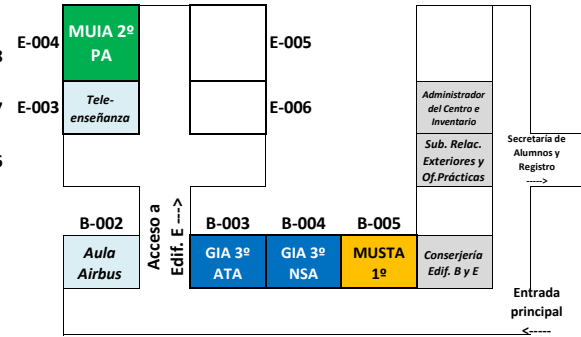 E-004
MUIA 2º
PA
E-005
E-003
Tele-
enseñanza
E-006
Administrador
del Centro e
Inventario
Sub. Relac.
Exteriores y
Of.Prácticas
Secretaría de
Alumnos y
Registro
----->
B-002
Acceso a
Edif. E --->
B-003
B-004
B-005
Aula
Airbus
GIA 3º
ATA
GIA 3º
NSA
MUSTA
1º
Conserjería
Edif. B y E
Entrada
principal
<-----